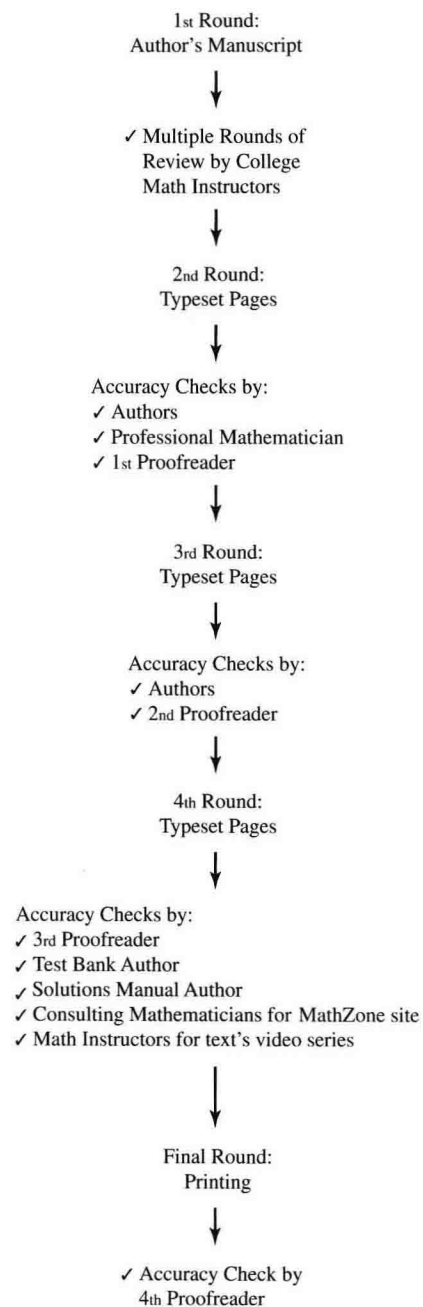 1st Round:
Author's Manuscript
✓ Multiple Rounds of
Review by College
Math Instructors
2nd Round:
Typeset Pages
Accuracy Checks by:
✓ Authors
✓ Professional Mathematician
✓ 1st Proofreader
3rd Round:
Typeset Pages
Accuracy Checks by:
✓ Authors
✓ 2nd Proofreader
4th Round:
Typeset Pages
Accuracy Checks by:
✓ 3rd Proofreader
✓ Test Bank Author
✓ Solutions Manual Author
✓ Consulting Mathematicians for MathZone site
✓ Math Instructors for text's video series
Final Round:
Printing
✓ Accuracy Check by
4th Proofreader